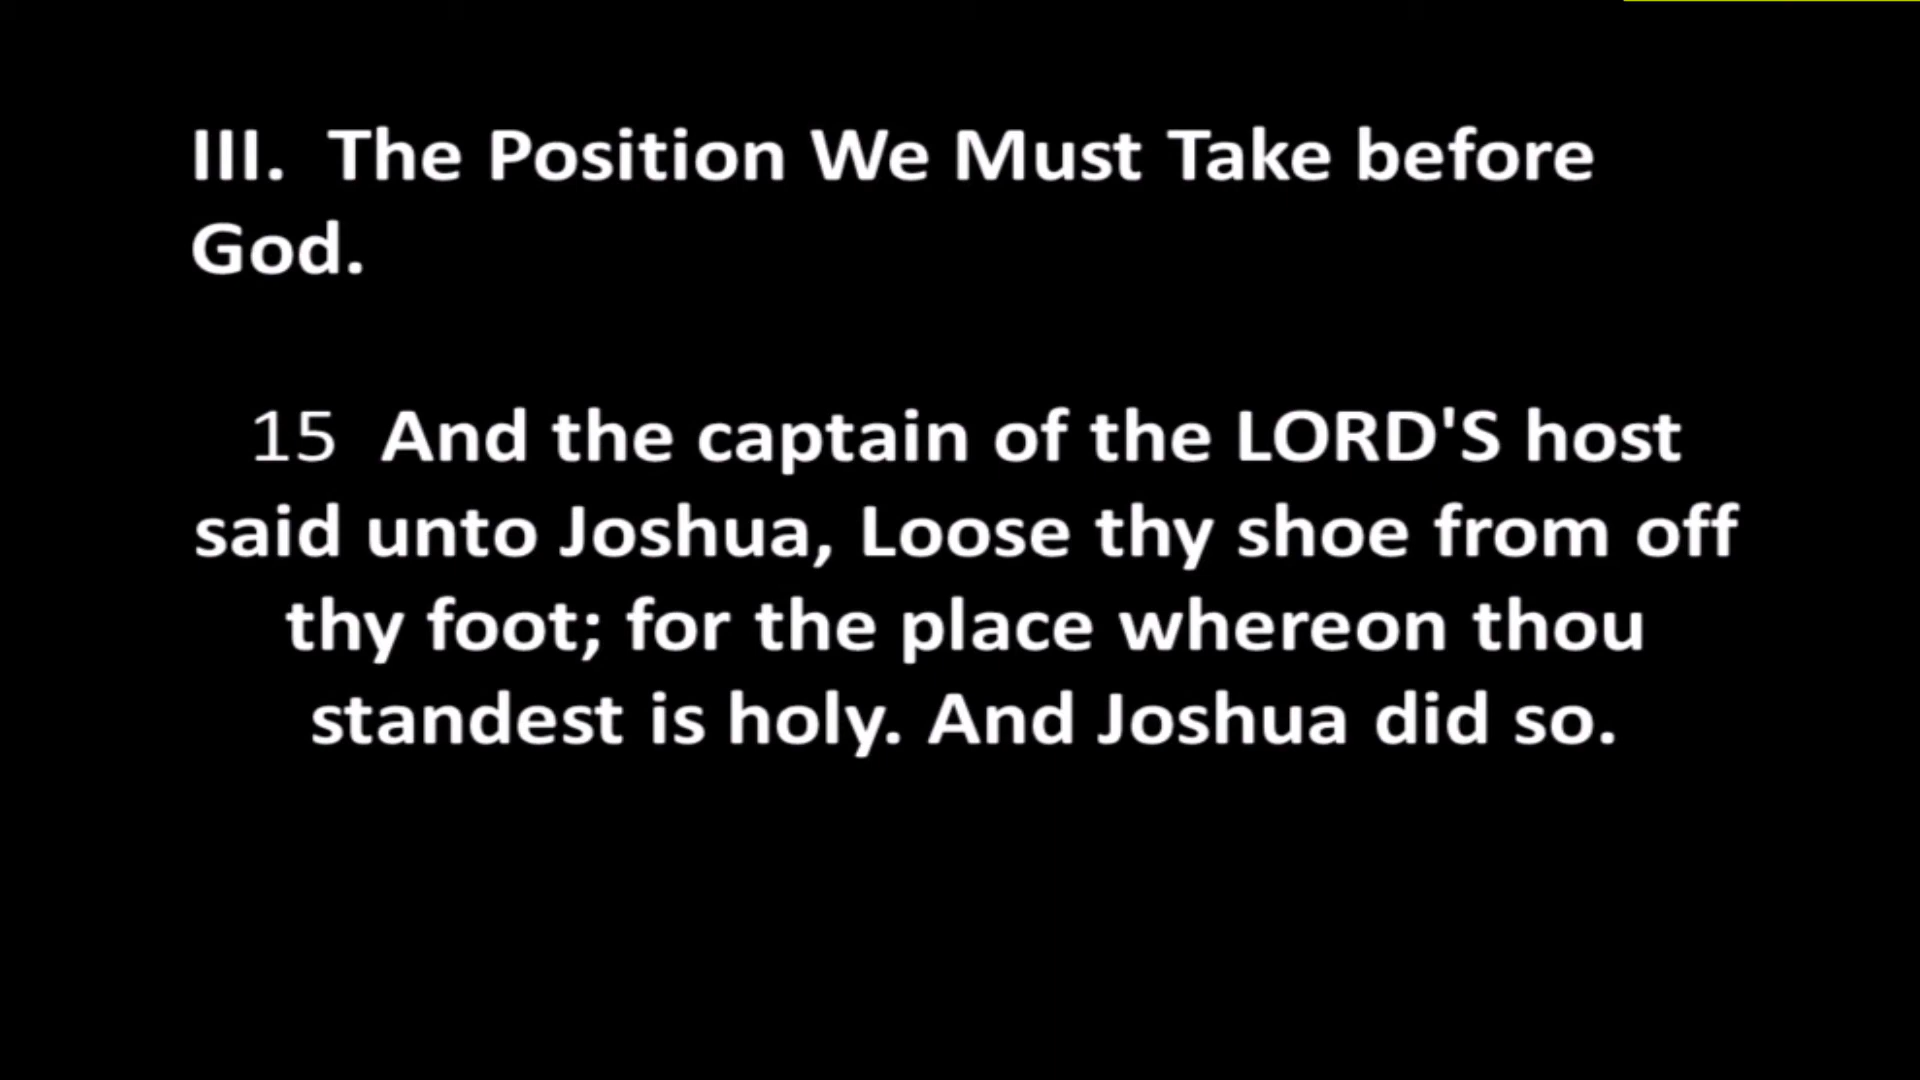 III.  The Position We Must Take before
God.
15  And the captain of the LORD'S host
said unto Joshua, Loose thy shoe from off
thy foot; for the place whereon thou
standest is holy. And Joshua did so.